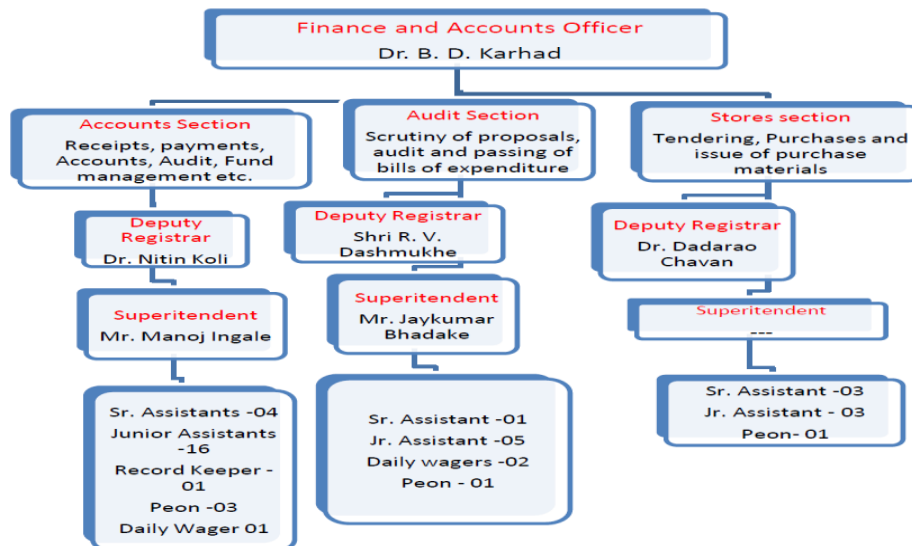 Finance and Accounts Officer
Dr. B. D. Karhad
Accounts Section
Receipts, payments,
Accounts, Audit, Fund
management etc.
Deputy
Registrar
Dr. Nitin Koli
Superitendent
Mr. Manoj Ingale
Sr. Assistants -04
Junior Assistants
-16
Record Keeper -
01
Peon -03
Daily Wager 01
Audit Section
Scrutiny of proposals,
audit and passing of
bills of expenditure
Deputy Registrar
Shri R. V.
Dashmukhe
Superitendent
Mr. Jaykumar
Bhadake
Sr. Assistant -01
Jr. Assistant -05
Daily wagers -02
Peon - 01
Stores section
Tendering, Purchases and
issue of purchase
materials
Deputy Registrar
Dr. Dadarao
Chavan
Superitendent
---
Sr. Assistant -03
Jr. Assistant - 03
Peon- 01